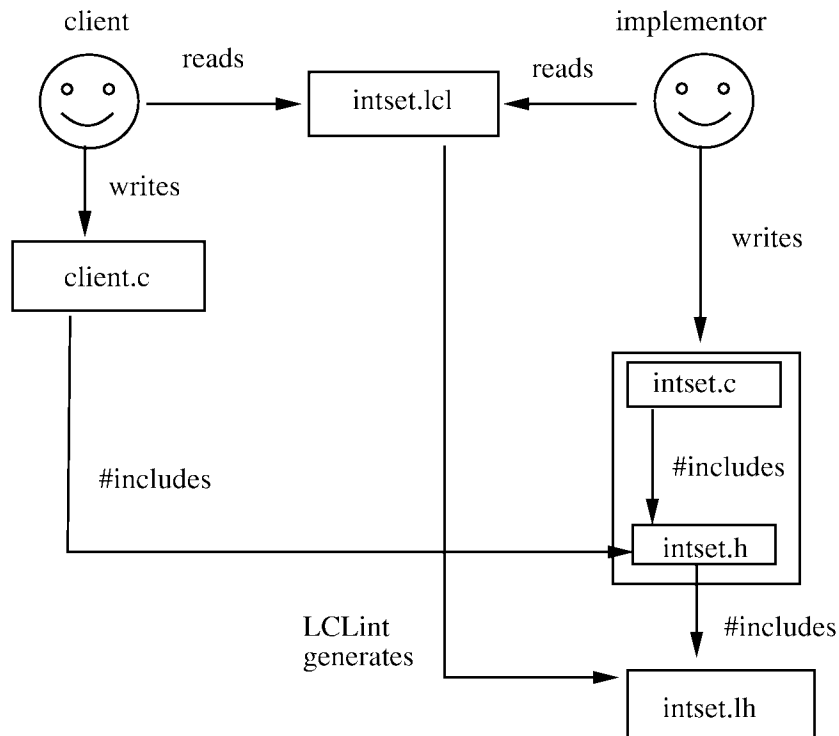 client
implementor
reads
reads
intset.lcl
writes
writes
client.c
intset.c
#includes
#includes
intset.h
LCLint
generates
#includes
intset.lh